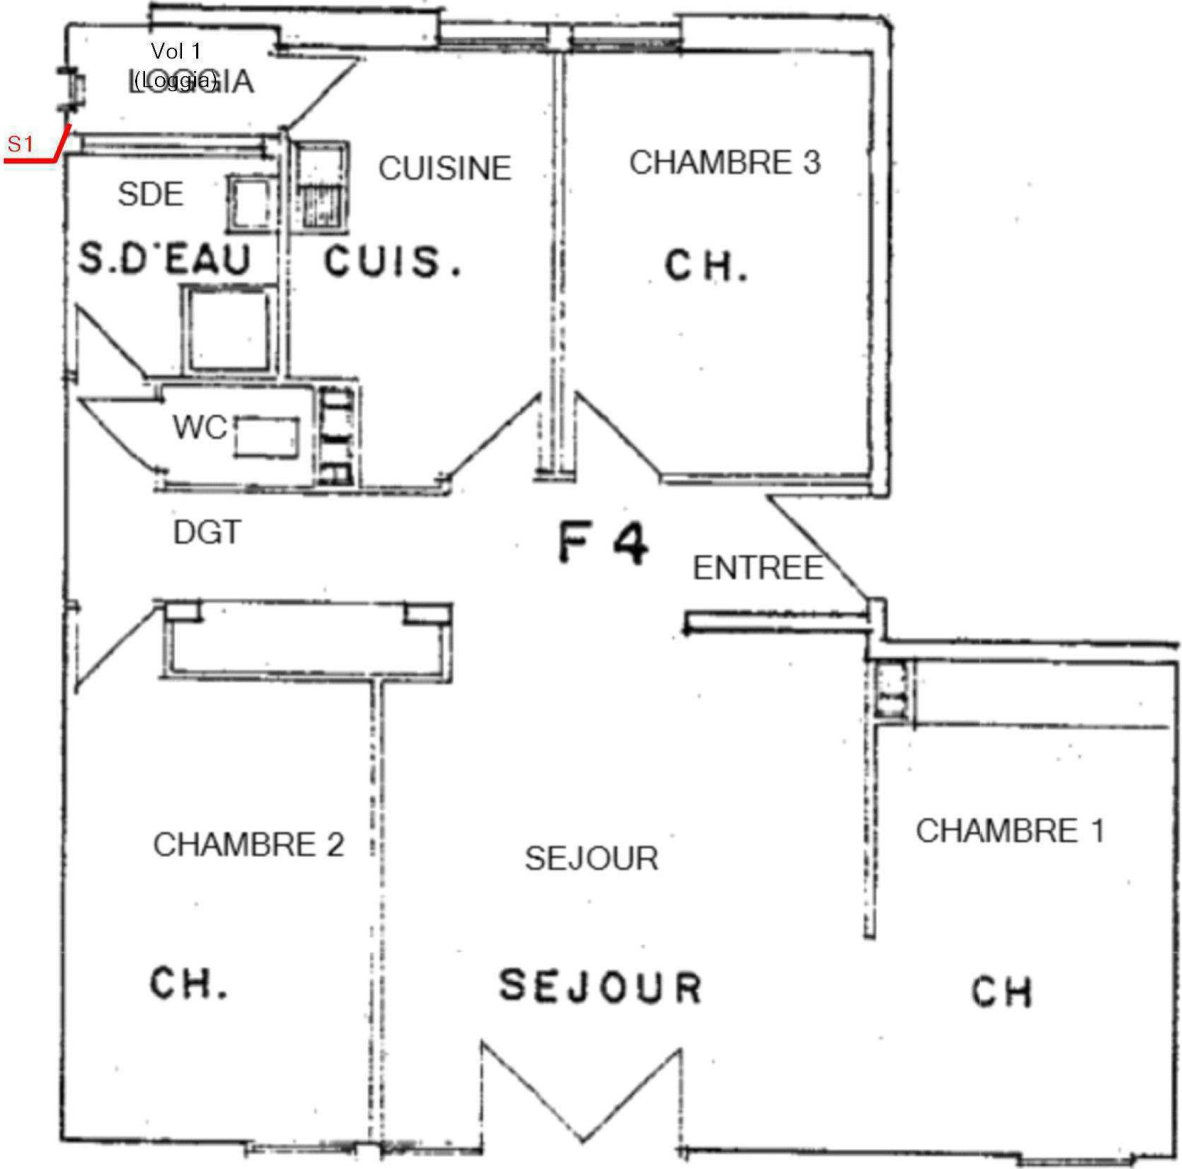 Vol 1
LOGGIA
(Loggia)
S1
CUISINE
CHAMBRE 3
SDE
S.D'EAU
CUIS.
CH.
WC
DGT
F 4
ENTREE
CHAMBRE 2
SEJOUR
CHAMBRE 1
CH.
SEJOUR
CH